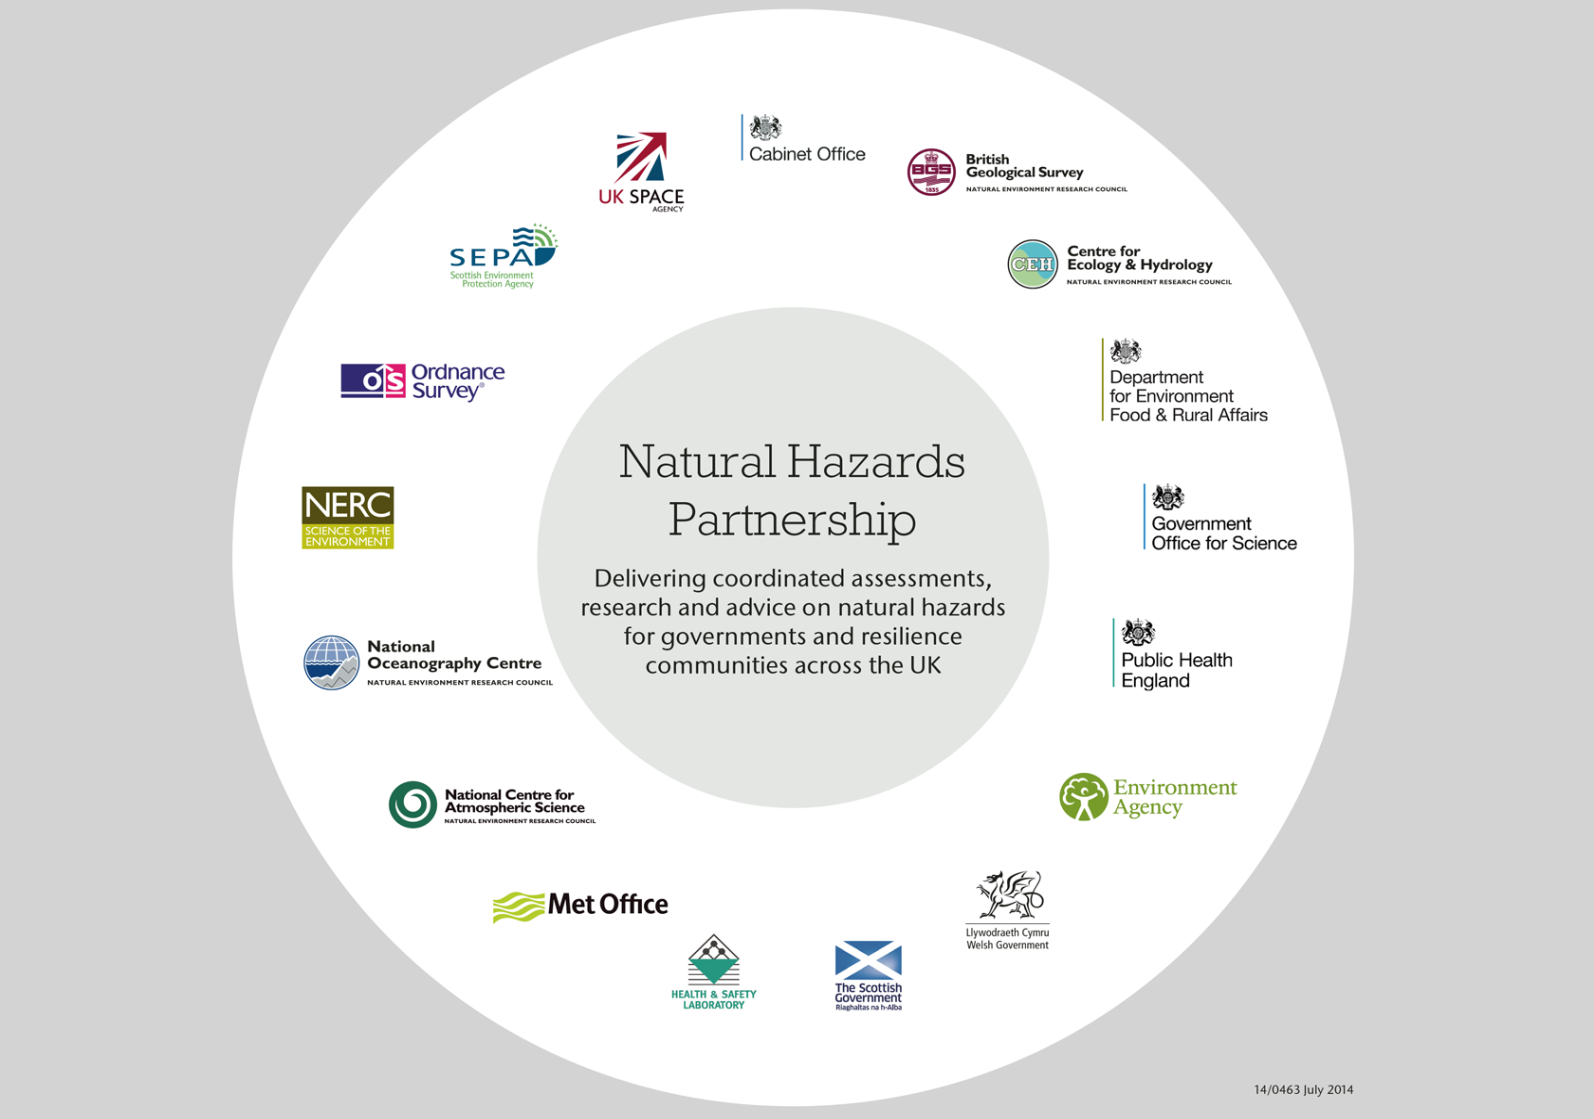 Cabinet Office
UK SPACE
AGENCY
BGS
1835
British
Geological Survey
NATURAL ENVIRONMENT RESEARCH COUNCIL
SEPA
Scottish Environment
Protection Agency
CEH
Centre for
Ecology & Hydrology
NATURAL ENVIRONMENT RESEARCH COUNCIL
os
Ordnance
Survey®
Department
for Environment
Food & Rural Affairs
Natural Hazards
Partnership
Delivering coordinated assessments,
research and advice on natural hazards
for governments and resilience
communities across the UK
NERC
SCIENCE OF THE
ENVIRONMENT
Government
Office for Science
National
Oceanography Centre
NATURAL ENVIRONMENT RESEARCH COUNCIL
Public Health
England
National Centre for
Atmospheric Science
NATURAL ENVIRONMENT RESEARCH COUNCIL
Environment
Agency
Met Office
Llywodraeth Cymru
Welsh Government
HEALTH & SAFETY
LABORATORY
The Scottish
Government
Riaghaltas na h-Alba
14/0463 July 2014